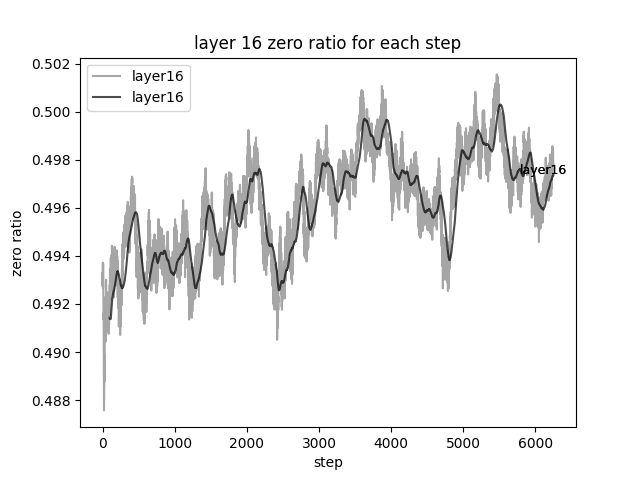 layer 16 zero ratio for each step
layer16
layer16
0.502
0.500
0.498
0.496
0.494
0.492
0.490
0.488
zero ratio
layer16
0
1000
2000
3000
4000
5000
6000
step